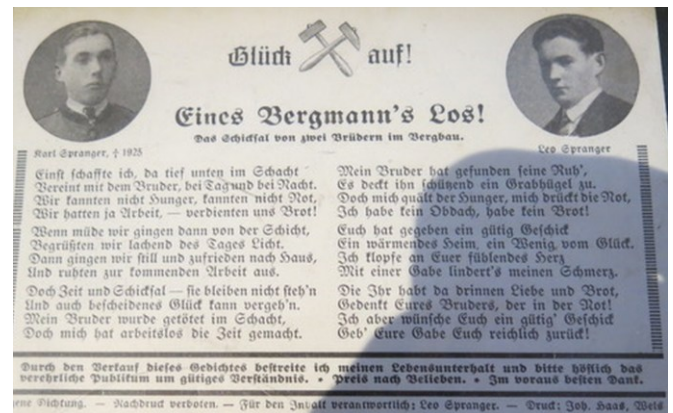 Glück auf!
Eines Bergmann's Los!
Das Schicksal von zwei Brüdern im Bergbau.
Karl Spranger, † 1925
Leo Spranger
Einst schaffte ich, da tief unten im Schacht
Vereint mit dem Bruder, bei Tag und bei Nacht.
Wir kannten nicht Hunger, kannten nicht Not,
Wir hatten ja Arbeit, — verdienten uns Brot!
Wenn müde wir gingen dann von der Schicht,
Begrüßten wir lachend des Tages Licht.
Dann gingen wir still und zufrieden nach Haus,
Und ruhten zur kommenden Arbeit aus.
Doch Zeit und Schicksal — sie bleiben nicht steh'n
Und auch bescheidenes Glück kann vergeh'n.
Mein Bruder wurde getötet im Schacht,
Doch mich hat arbeitslos die Zeit gemacht.
Mein Bruder hat gefunden seine Ruh',
Es deckt ihn schützend ein Grabhügel zu.
Doch mich quält der Hunger, mich drückt die Not,
Ich habe kein Obdach, habe kein Brot!
Euch hat gegeben ein gütig Geschick
Ein wärmendes Heim, ein Wenig vom Glück.
Ich klopfe an Euer fühlendes Herz
Mit einer Gabe lindert's meinen Schmerz.
Die Ihr habt da drinnen Liebe und Brot,
Gedenkt Eures Bruders, der in der Not!
Ich aber wünsche Euch ein gütig' Geschick
Geb' Eure Gabe Euch reichlich zurück!
Durch den Verkauf dieses Gedichtes bestreite ich meinen Lebensunterhalt und bitte höflich das
verehrliche Publikum um gütiges Verständnis. • Preis nach Belieben. • Im voraus besten Dank.
Dichtung. — Nachdruck verboten. — Für den Inhalt verantwortlich: Leo Spranger. — Druck: Joh. Haas, Wels